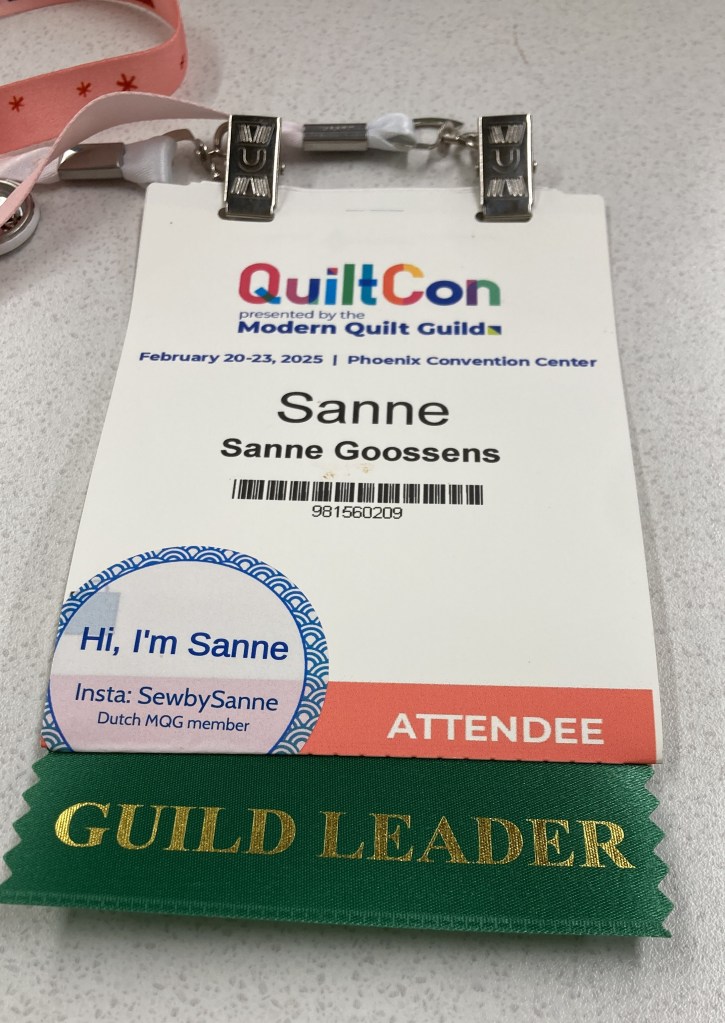 QuiltCon
presented by the
Modern Quilt Guild
February 20-23, 2025 | Phoenix Convention Center
Sanne
Sanne Goossens
981560209
Hi, I'm Sanne
Insta: SewbySanne
Dutch MQG member
ATTENDEE
GUILD LEADER